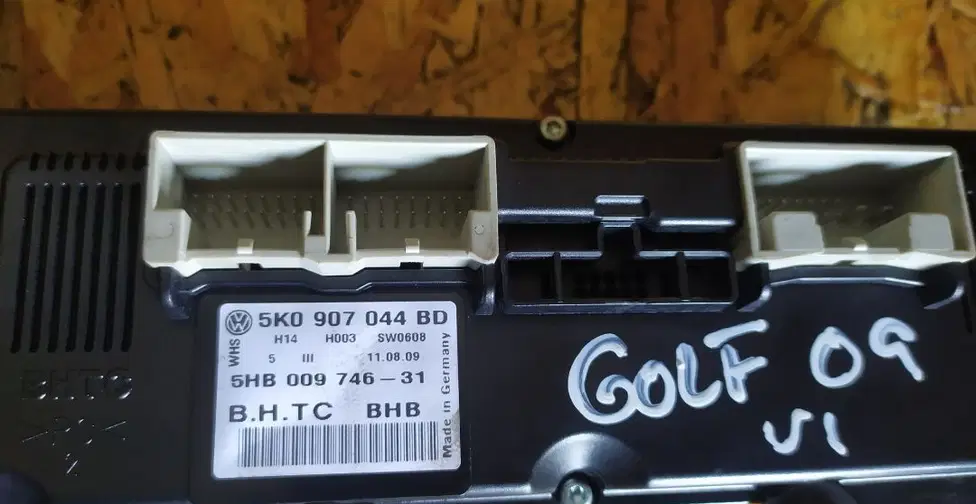 5K0 907 044 BD
H14 H003 SW0608
WHS
5 III 11.08.09
5HB 009 746-31
B.H.TC BHB
Made in Germany
GOLF 09
VI
BHTC
>PC<